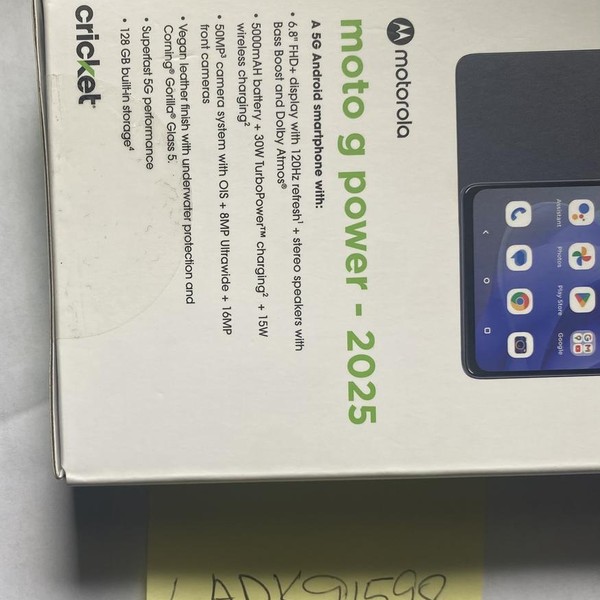 motorola
moto g power - 2025
A 5G Android smartphone with:
• 6.8" FHD+ display with 120Hz refresh¹ + stereo speakers with
Bass Boost and Dolby Atmos®
• 5000mAH battery + 30W TurboPower™ charging² + 15W
wireless charging²
• 50MP³ camera system with OIS + 8MP Ultrawide + 16MP
front cameras
• Vegan leather finish with underwater protection and
Corning® Gorilla® Glass 5.
• Superfast 5G performance
• 128 GB built-in storage⁴
cricket
Assistant
Photos
Play Store
Google